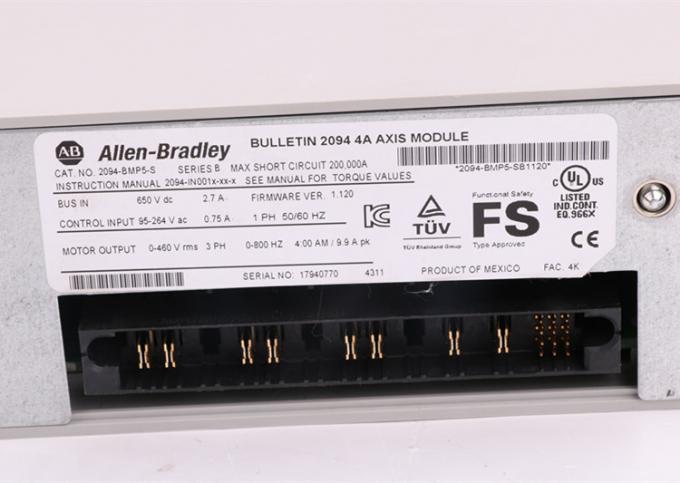 AB Allen-Bradley BULLETIN 2094 4A AXIS MODULE
CAT. NO. 2094-BMP5-S SERIES B MAX SHORT CIRCUIT 200,000A
*2094-BMP5-SB1120*
INSTRUCTION MANUAL 2094-IN001x-xx-x SEE MANUAL FOR TORQUE VALUES
BUS IN 650 V dc 2.7 A FIRMWARE VER. 1.120
CONTROL INPUT 95-264 V ac 0.75 A 1 PH 50/60 HZ
MOTOR OUTPUT 0-460 V rms 3 PH 0-800 HZ 4:00 AM / 9.9 A pk
SERIAL NO: 17940770 4311
TÜV
TÜV Rheinland Group
Functional Safety
FS
Type Approved
c UL US
LISTED
IND. CONT.
EQ. 966X
PRODUCT OF MEXICO FAC. 4K